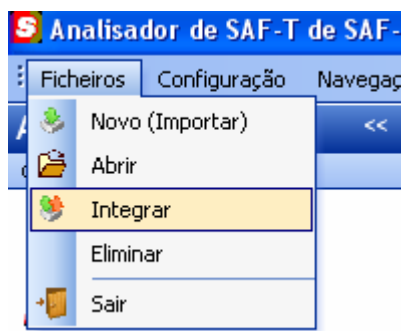 Analisador de SAF-T de SAF-
Ficheiros Configuração Navegaç
<<
Novo (Importar)
Abrir
Integrar
Eliminar
Sair